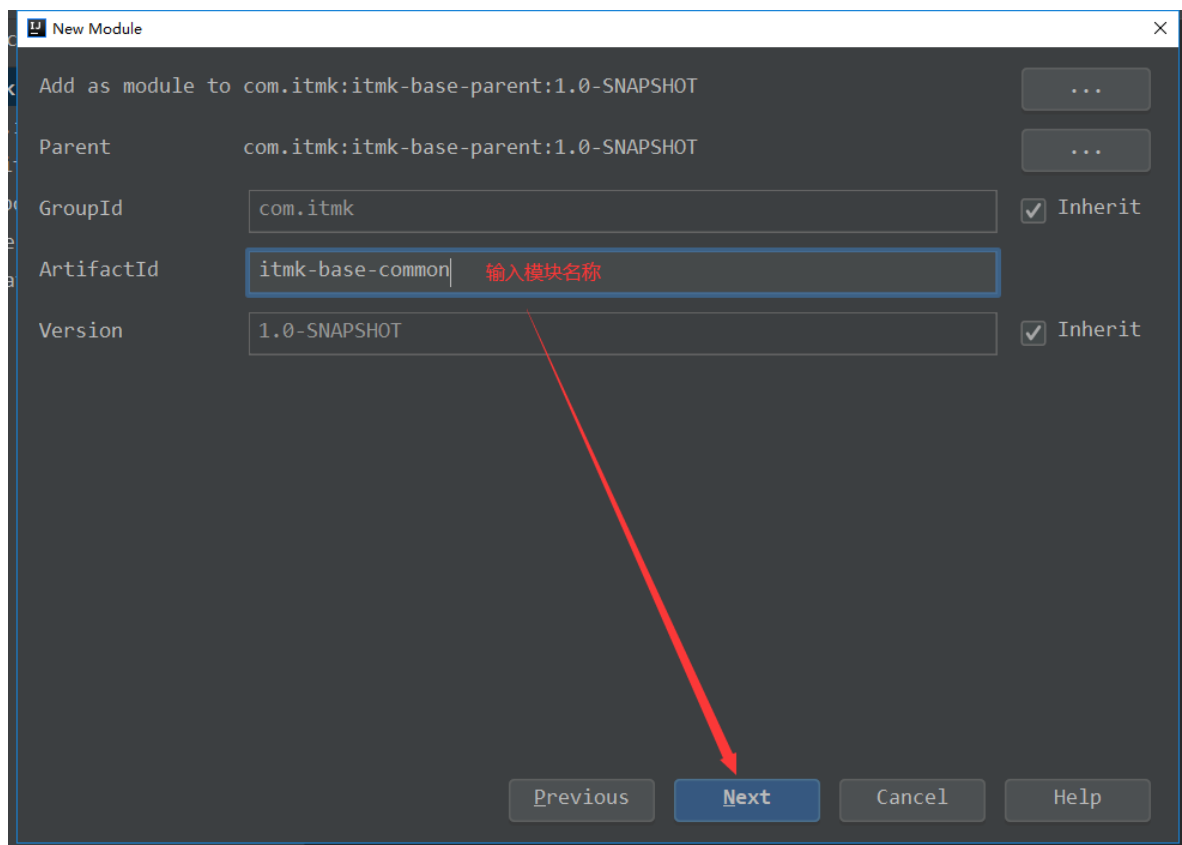 New Module
Add as module to com.itmk:itmk-base-parent:1.0-SNAPSHOT ...
Parent com.itmk:itmk-base-parent:1.0-SNAPSHOT ...
GroupId com.itmk Inherit
ArtifactId itmk-base-common 输入模块名称
Version 1.0-SNAPSHOT Inherit
Previous Next Cancel Help